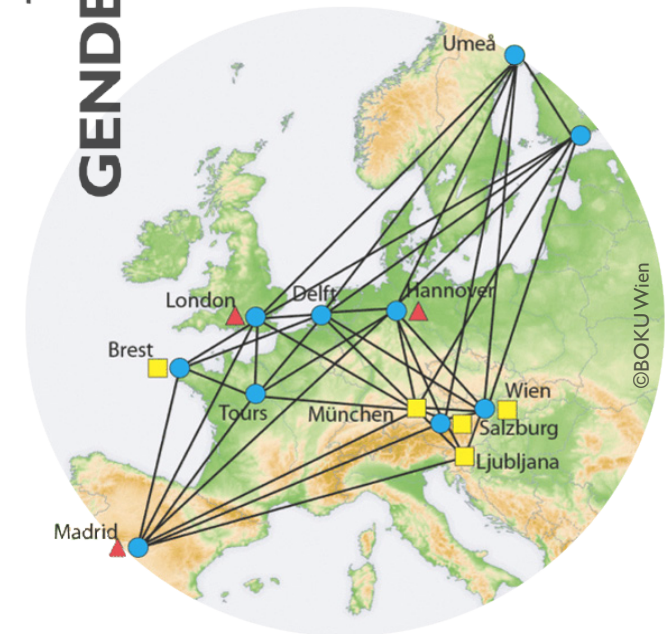 GENDE
Umeå
London
Delft
Hannover
Brest
Tours
München
Wien
Salzburg
Ljubljana
Madrid
©BOKU Wien